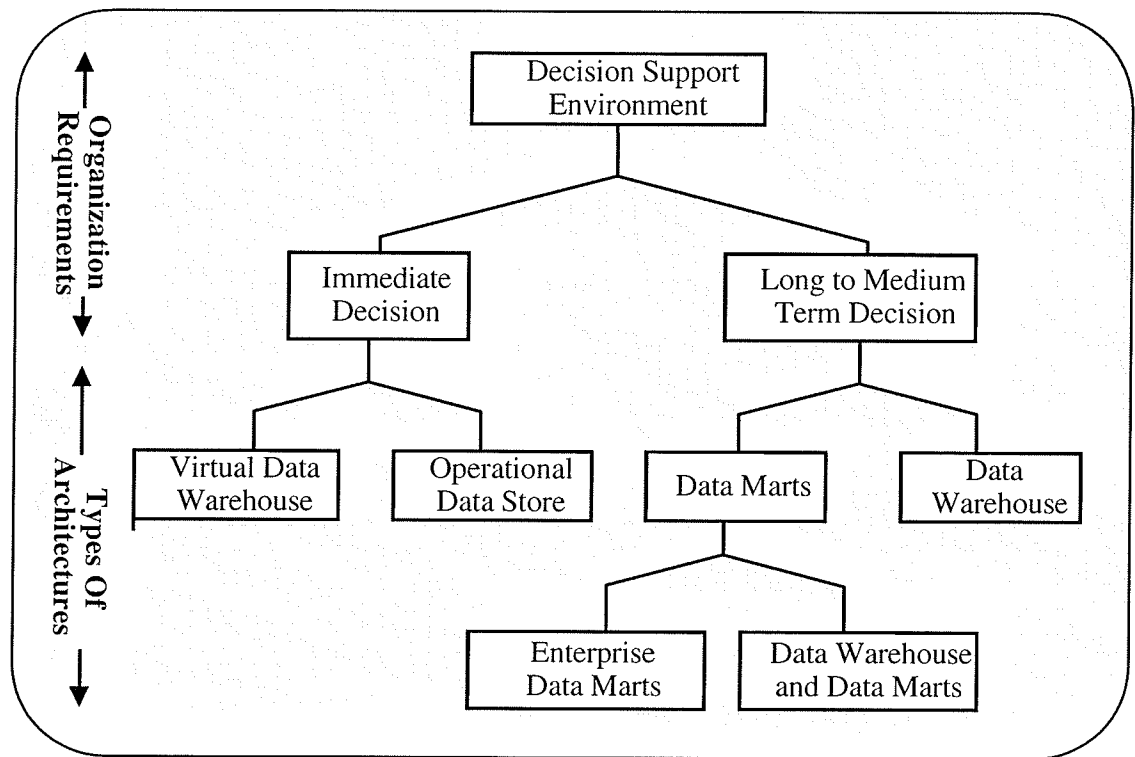 Decision Support
Environment
Organization
Requirements
Immediate
Decision
Long to Medium
Term Decision
Types Of
Architectures
Virtual Data
Warehouse
Operational
Data Store
Data Marts
Data
Warehouse
Enterprise
Data Marts
Data Warehouse
and Data Marts